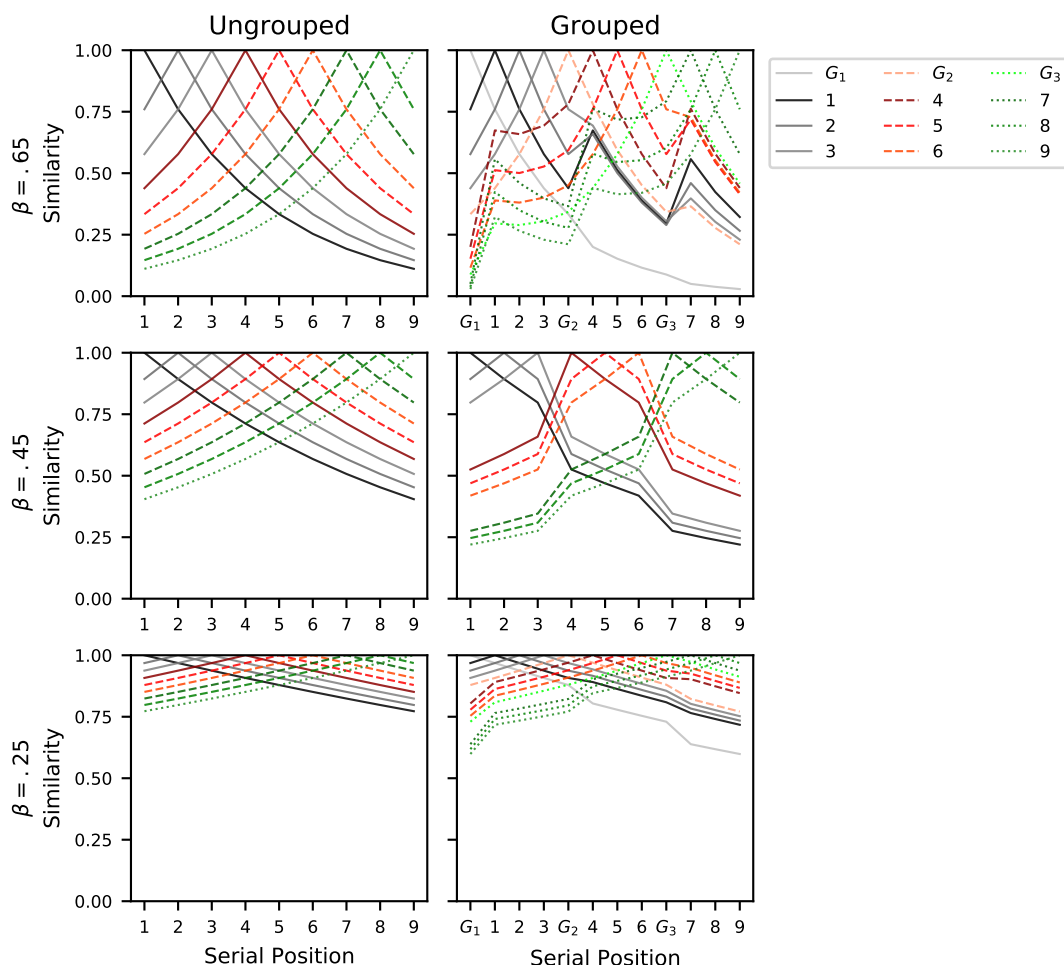 Ungrouped Grouped
β = .65
Similarity
1.00
0.75
0.50
0.25
0.00
1 2 3 4 5 6 7 8 9
G₁ 1 2 3 G₂ 4 5 6 G₃ 7 8 9
G₁ G₂ G₃
1 4 7
2 5 8
3 6 9
β = .45
Similarity
1.00
0.75
0.50
0.25
0.00
1 2 3 4 5 6 7 8 9
1 2 3 4 5 6 7 8 9
β = .25
Similarity
1.00
0.75
0.50
0.25
0.00
1 2 3 4 5 6 7 8 9
G₁ 1 2 3 G₂ 4 5 6 G₃ 7 8 9
Serial Position Serial Position